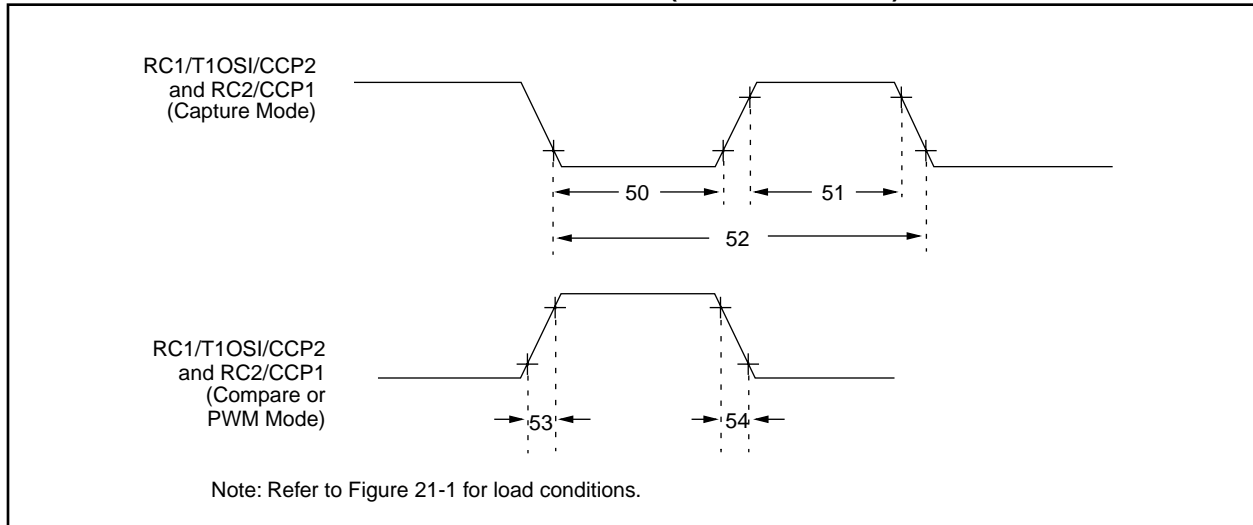 RC1/T1OSI/CCP2
and RC2/CCP1
(Capture Mode)
50
51
52
RC1/T1OSI/CCP2
and RC2/CCP1
(Compare or
PWM Mode)
53
54
Note: Refer to Figure 21-1 for load conditions.